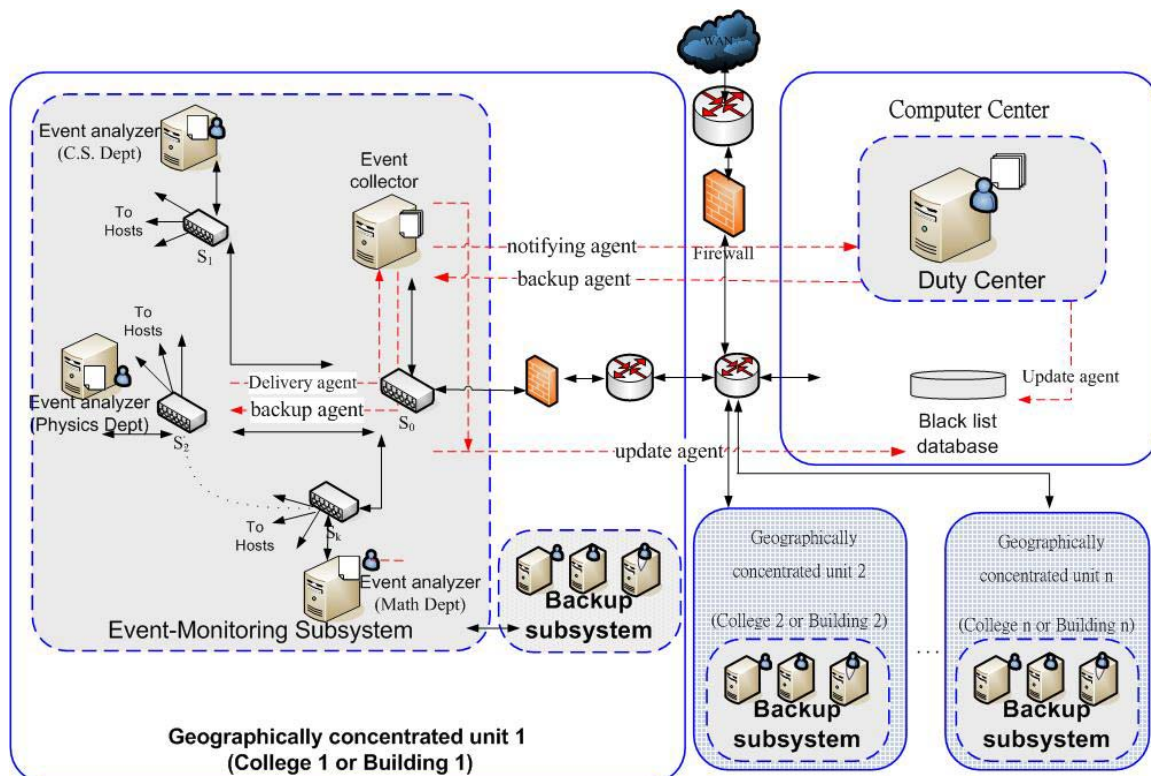 WAN
Computer Center
Event analyzer
(C.S. Dept)
Event
collector
To
Hosts
S1
notifying agent
Firewall
backup agent
Duty Center
To
Hosts
Event analyzer
(Physics Dept)
S2
Delivery agent
backup agent
S0
Update agent
Black list
database
update agent
To
Hosts
Sk
Event analyzer
(Math Dept)
Event-Monitoring Subsystem
Backup
subsystem
Geographically
concentrated unit 2
(College 2 or Building 2)
Backup
subsystem
...
Geographically
concentrated unit n
(College n or Building n)
Backup
subsystem
Geographically concentrated unit 1
(College 1 or Building 1)